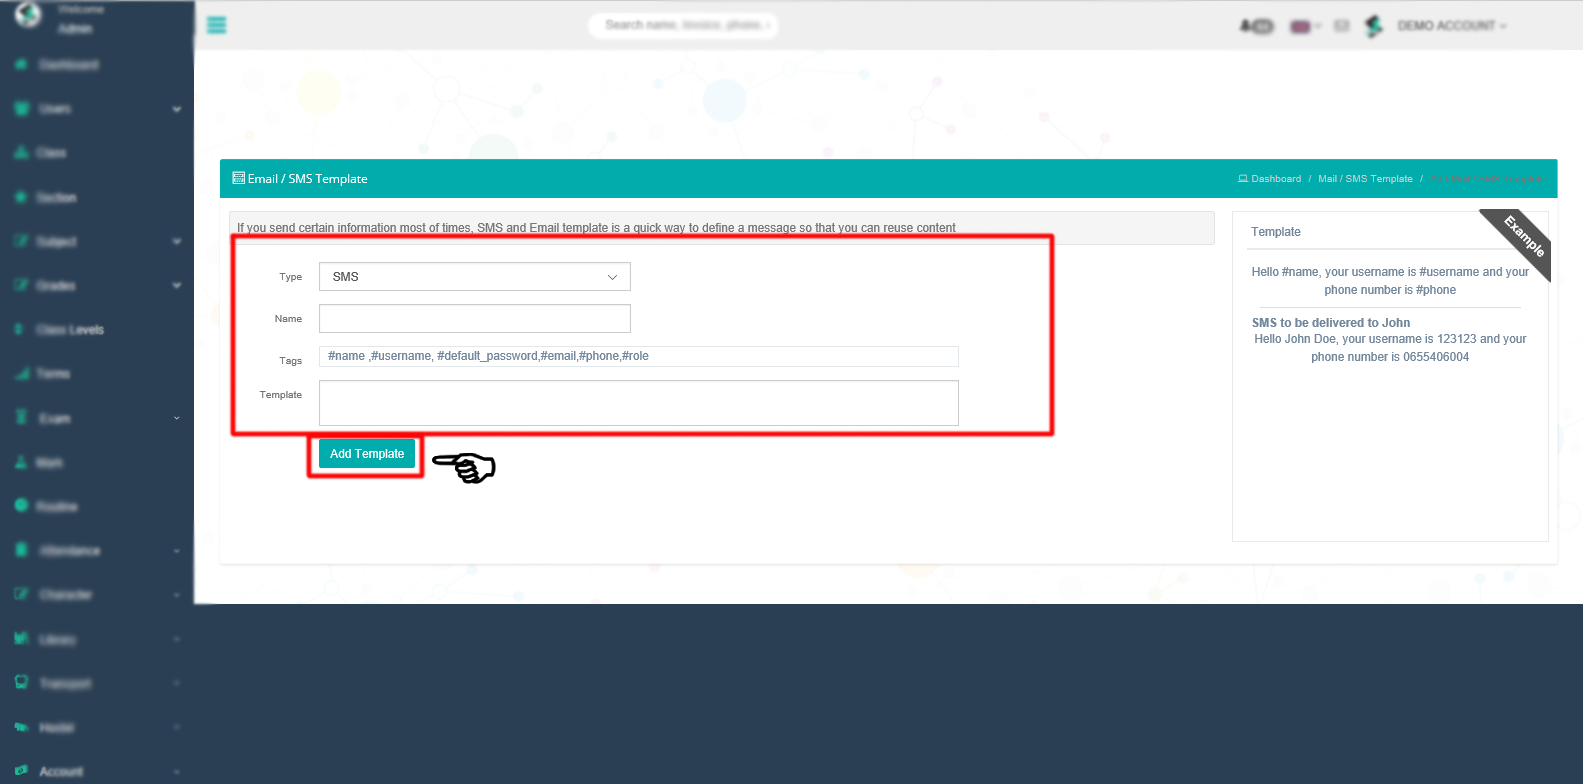 Welcome
Admin
Search name, Invoice, phone,
DEMO ACCOUNT
Dashboard
Users
Class
Section
Subject
Grades
Class Levels
Terms
Exam
Mark
Routine
Attendance
Character
Library
Transport
Hostel
Account
Email / SMS Template
Dashboard / Mail / SMS Template /
If you send certain information most of times, SMS and Email template is a quick way to define a message so that you can reuse content
Type
SMS
Name
Tags
#name ,#username, #default_password,#email,#phone,#role
Template
Add Template
Template
Example
Hello #name, your username is #username and your
phone number is #phone
SMS to be delivered to John
Hello John Doe, your username is 123123 and your
phone number is 0655406004